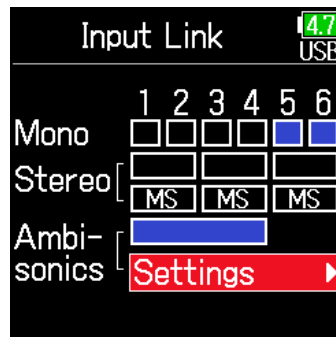 Input Link
4.7
USB
1 2 3 4 5 6
Mono
Stereo
MS MS MS
Ambi-
sonics
Settings